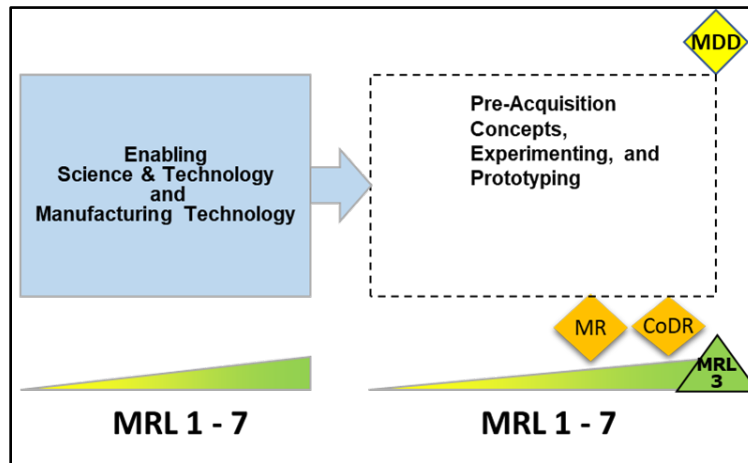 MDD
Enabling
Science & Technology
and
Manufacturing Technology
Pre-Acquisition
Concepts,
Experimenting, and
Prototyping
MR
CoDR
MRL
3
MRL 1 - 7
MRL 1 - 7